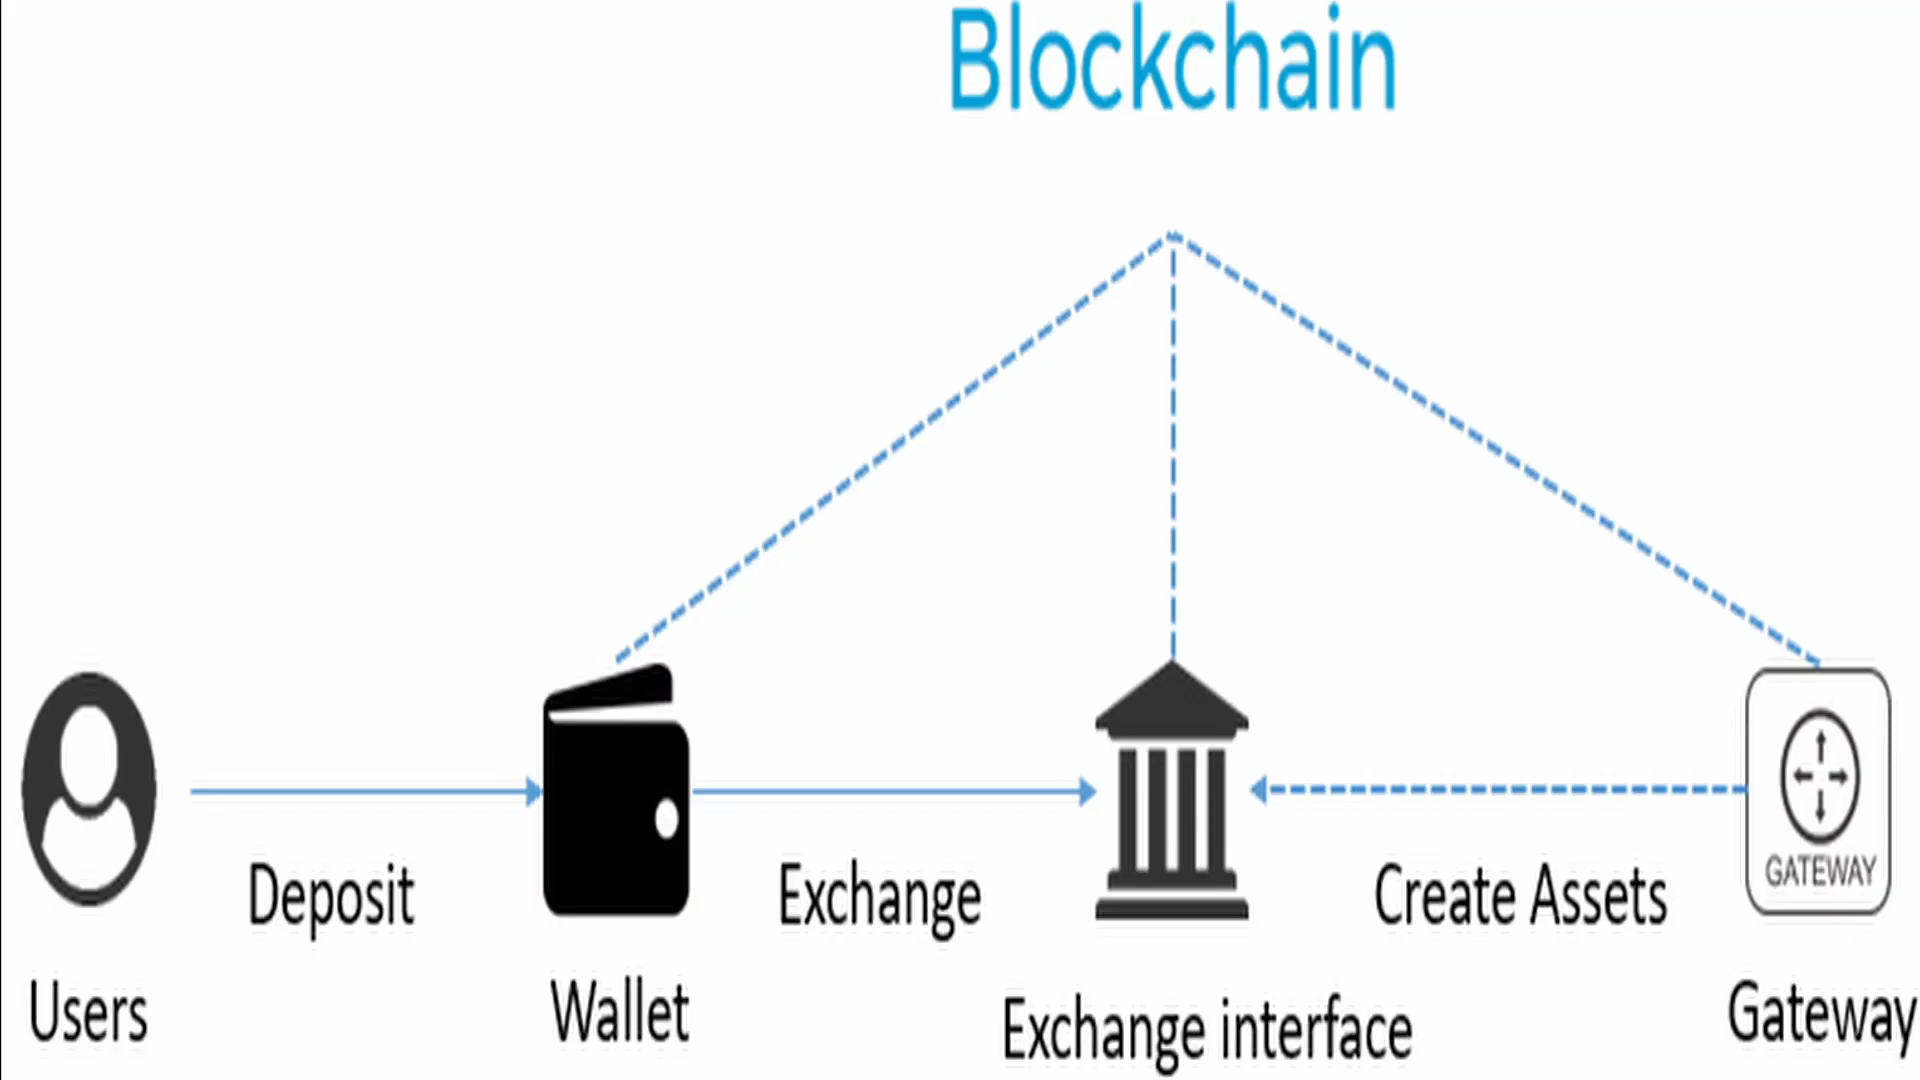 Blockchain
GATEWAY
Deposit
Exchange
Create Assets
Users
Wallet
Exchange interface
Gateway